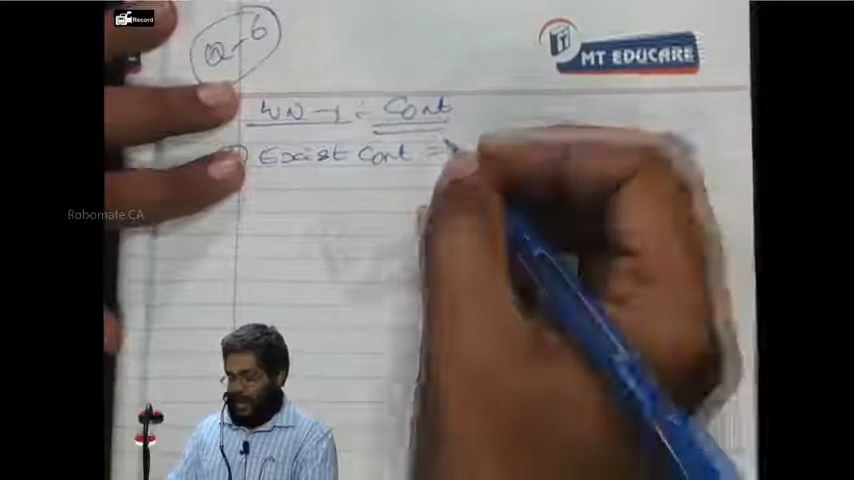 Record
Q-6
MT EDUCARE
WN-1 : Cont
Exist Cont =
Robomate CA